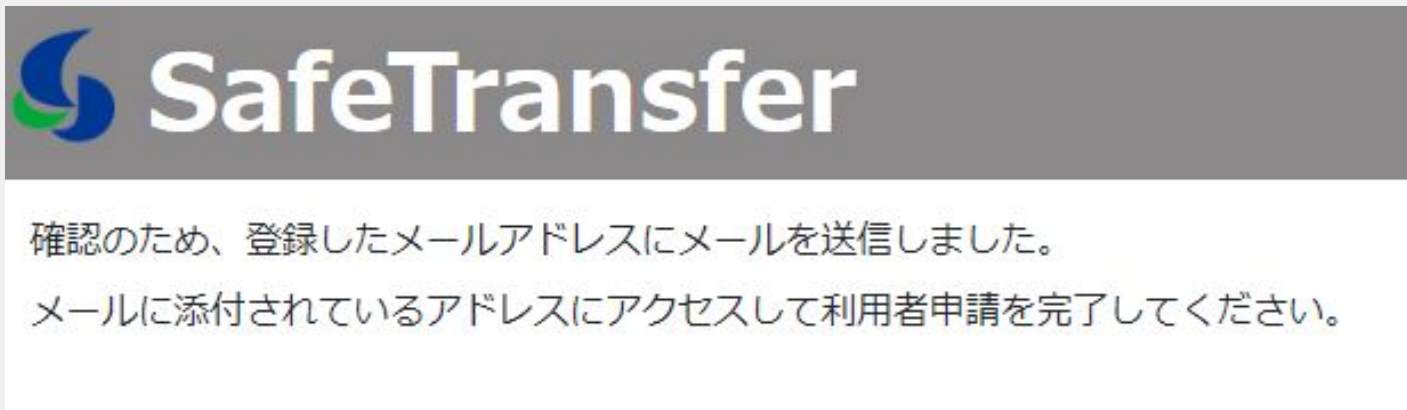 SafeTransfer
確認のため、登録したメールアドレスにメールを送信しました。
メールに添付されているアドレスにアクセスして利用者申請を完了してください。